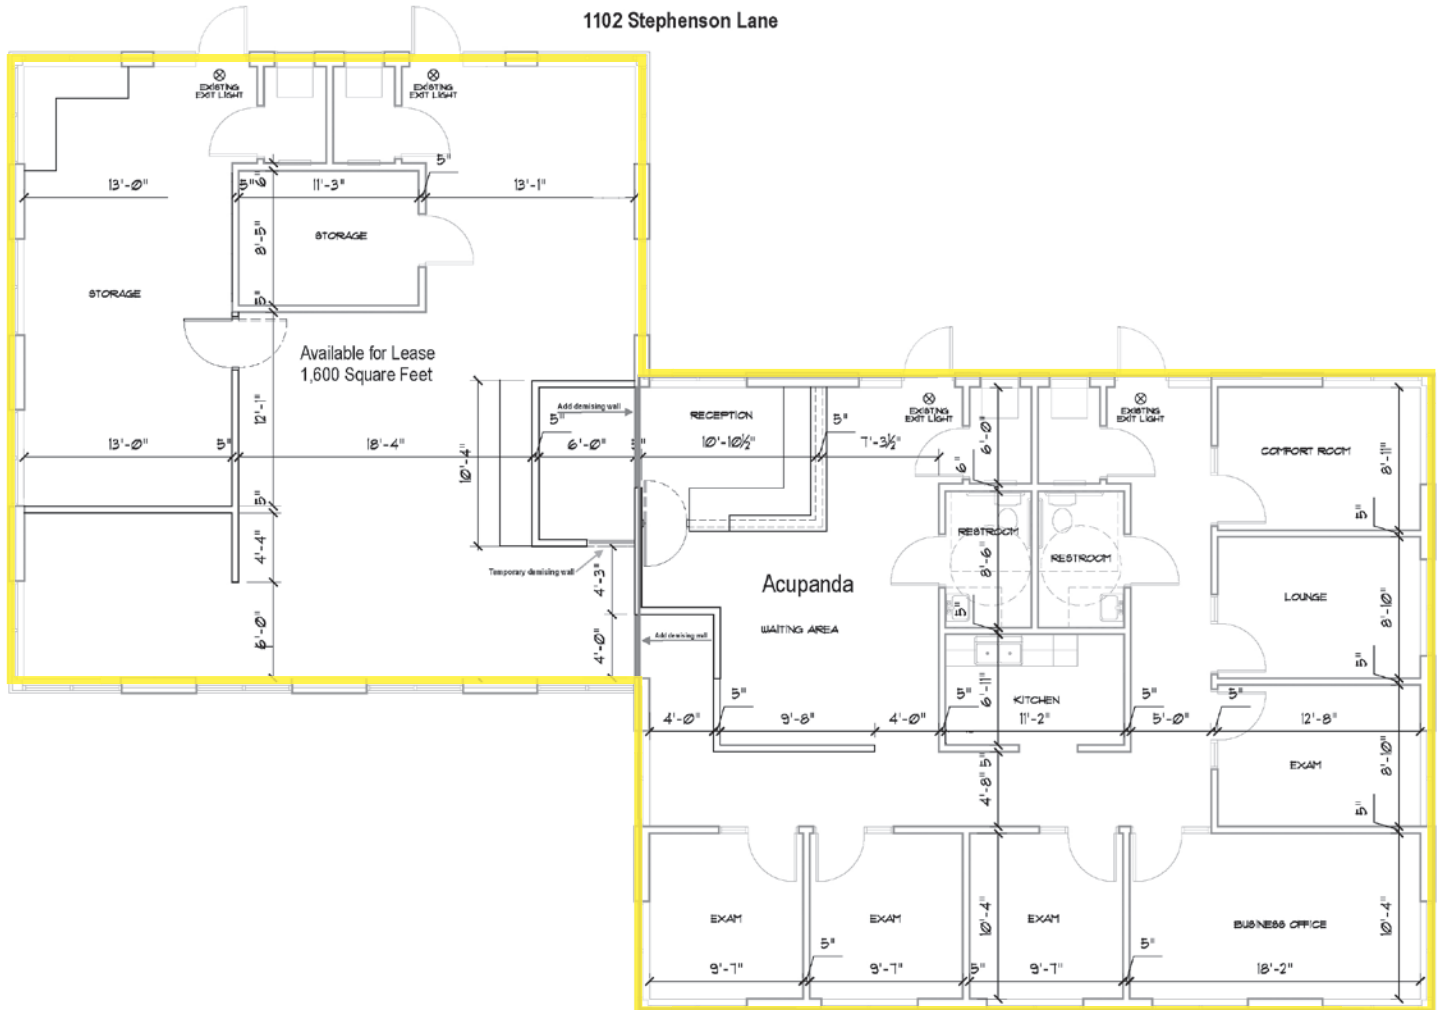 1102 Stephenson Lane
EXISTING
EXIT LIGHT
EXISTING
EXIT LIGHT
5"
13'-0"
5"
6"
11'-3"
13'-1"
STORAGE
8'-5"
STORAGE
5"
Available for Lease
1,600 Square Feet
12'-1"
Add demising wall
RECEPTION
EXISTING
EXIT LIGHT
EXISTING
EXIT LIGHT
5"
5"
13'-0"
5"
18'-4"
10'-4"
6'-0"
10'-10½"
7'-3½"
6'-0"
6"
COMFORT ROOM
8'-11"
5"
5"
4'-4"
RESTROOM
8'-6"
RESTROOM
Temporary demising wall
4'-3"
Acupanda
LOUNGE
8'-10"
5"
WAITING AREA
6'-0"
4'-0"
Add demising wall
5"
5"
5"
5"
5"
KITCHEN
6'-11"
4'-0"
9'-8"
4'-0"
11'-2"
5'-0"
12'-8"
5"
4'-8"
EXAM
8'-10"
5"
EXAM
EXAM
EXAM
10'-4"
BUSINESS OFFICE
10'-4"
5"
5"
9'-7"
9'-7"
5"
9'-7"
18'-2"